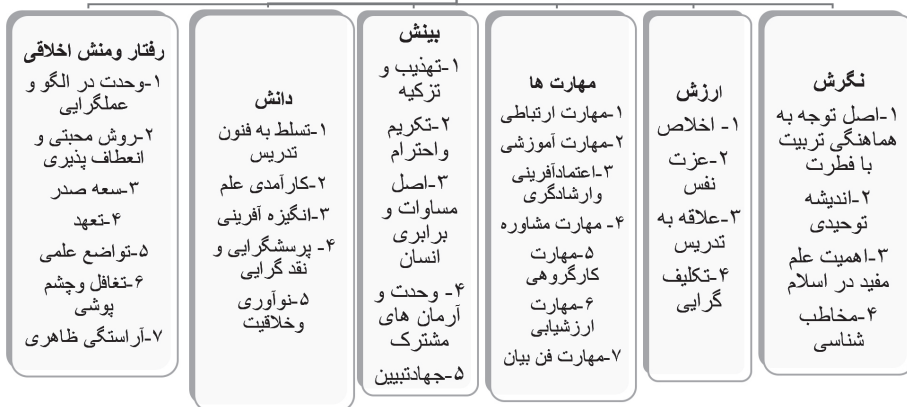 نگرش
۱-اصل توجه به
هماهنگی تربیت
با فطرت
۲-اندیشه
توحیدی
۳-اهمیت علم
مفید در اسلام
۴-مخاطب
شناسی
ارزش
۱- اخلاص
۲-عزت
نفس
۳-علاقه به
تدریس
۴-تکلیف
گرایی
مهارت ها
۱-مهارت ارتباطی
۲-مهارت آموزشی
۳-اعتمادآفرینی
وارشادگری
۴- مهارت مشاوره
۵-مهارت
کارگروهی
۶-مهارت
ارزشیابی
۷-مهارت فن بیان
بینش
۱-تهذیب و
تزکیه
۲-تکریم
واحترام
۳-اصل
مساوات و
برابری
انسان
۴- وحدت و
آرمان های
مشترک
۵-جهادتبیین
دانش
۱-تسلط به فنون
تدریس
۲-کارآمدی علم
۳-انگیزه آفرینی
۴- پرسشگرایی و
نقد گرایی
۵-نوآوری
وخلاقیت
رفتار ومنش اخلاقی
۱-وحدت در الگو و
عملگرایی
۲-روش محبتی و
انعطاف پذیری
۳-سعه صدر
۴-تعهد
۵-تواضع علمی
۶-تغافل وچشم
پوشی
۷-آراستگی ظاهری